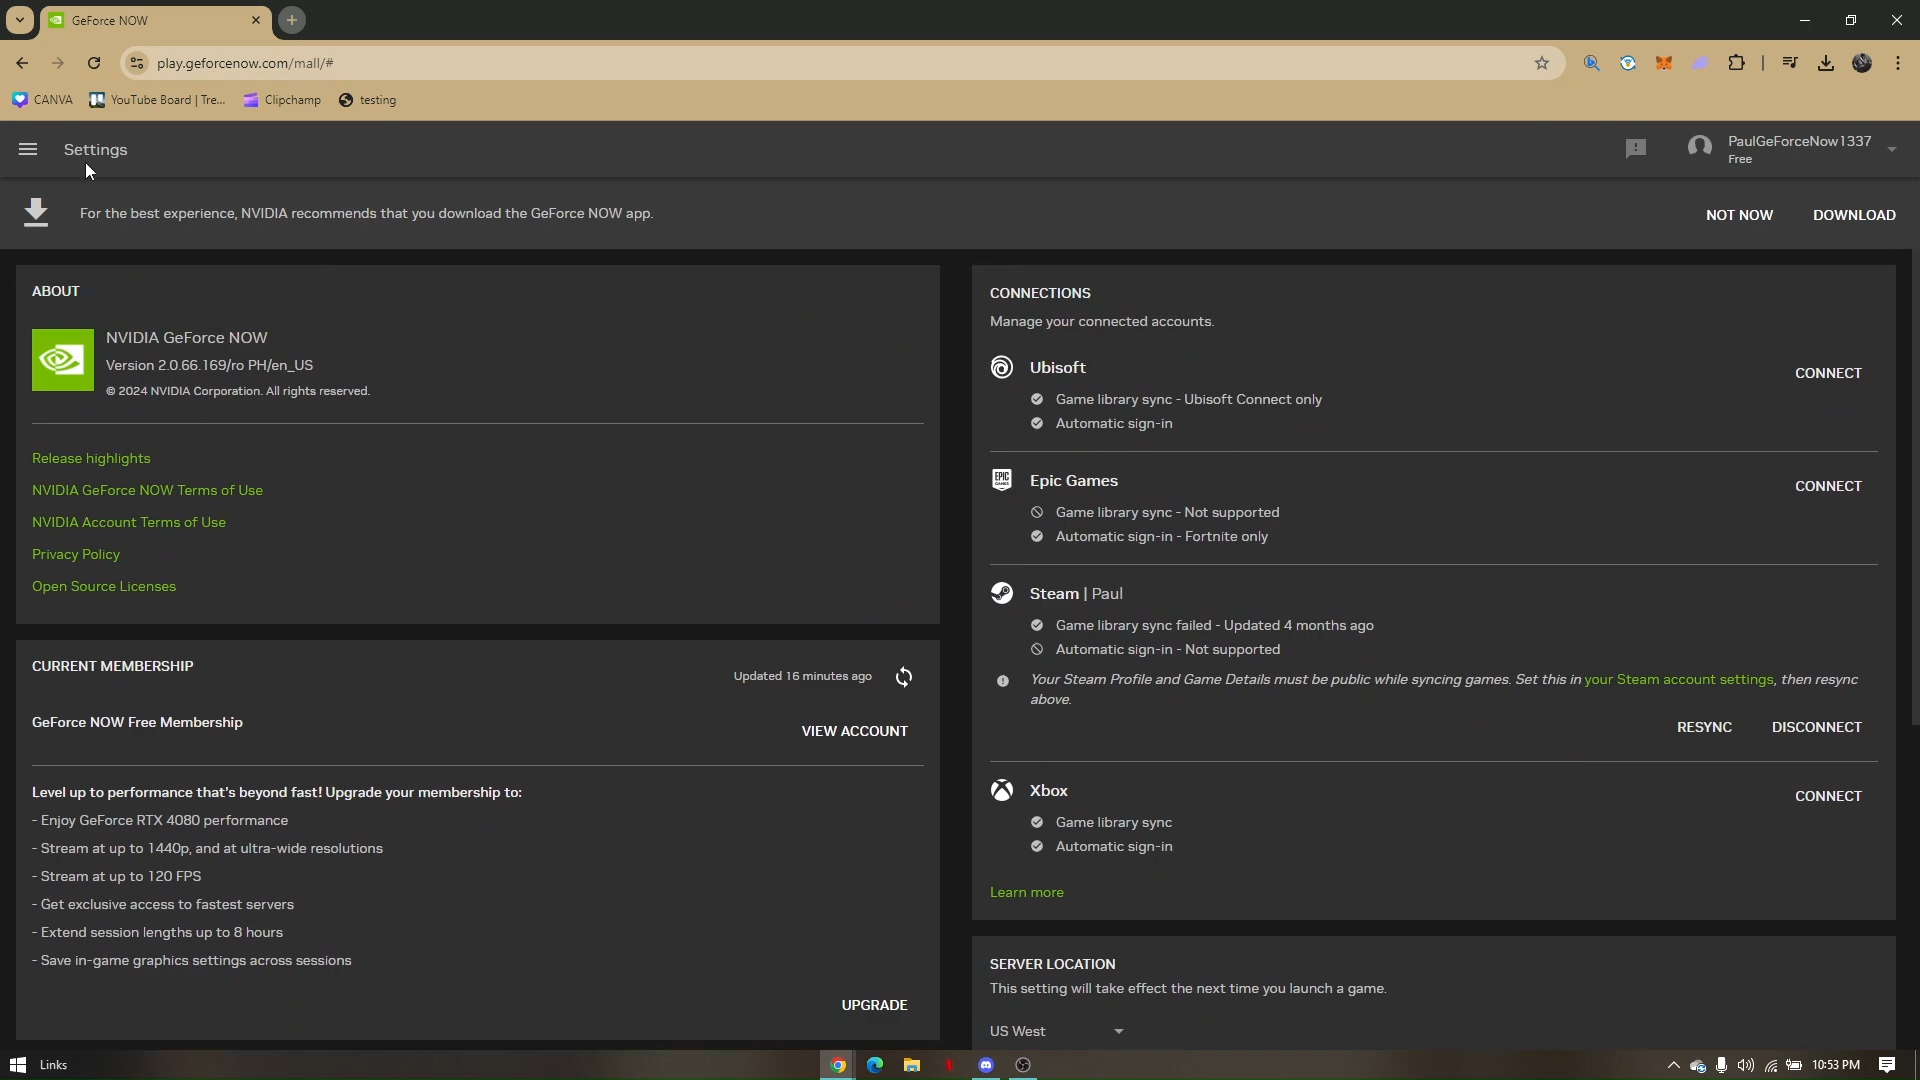 GeForce NOW
play.geforcenow.com/mall/#
CANVA
YouTube Board | Tre...
Clipchamp
testing
Settings
PaulGeForceNow1337
Free
For the best experience, NVIDIA recommends that you download the GeForce NOW app.
NOT NOW
DOWNLOAD
ABOUT
NVIDIA GeForce NOW
Version 2.0.66.169/ro PH/en_US
© 2024 NVIDIA Corporation. All rights reserved.
Release highlights
NVIDIA GeForce NOW Terms of Use
NVIDIA Account Terms of Use
Privacy Policy
Open Source Licenses
CURRENT MEMBERSHIP
Updated 16 minutes ago
GeForce NOW Free Membership
VIEW ACCOUNT
Level up to performance that's beyond fast! Upgrade your membership to:
- Enjoy GeForce RTX 4080 performance
- Stream at up to 1440p, and at ultra-wide resolutions
- Stream at up to 120 FPS
- Get exclusive access to fastest servers
- Extend session lengths up to 8 hours
- Save in-game graphics settings across sessions
UPGRADE
CONNECTIONS
Manage your connected accounts.
Ubisoft
CONNECT
Game library sync - Ubisoft Connect only
Automatic sign-in
EPIC GAMES
Epic Games
CONNECT
Game library sync - Not supported
Automatic sign-in - Fortnite only
Steam | Paul
Game library sync failed - Updated 4 months ago
Automatic sign-in - Not supported
Your Steam Profile and Game Details must be public while syncing games. Set this in your Steam account settings, then resync
above.
RESYNC
DISCONNECT
Xbox
CONNECT
Game library sync
Automatic sign-in
Learn more
SERVER LOCATION
This setting will take effect the next time you launch a game.
US West
Links
10:53 PM